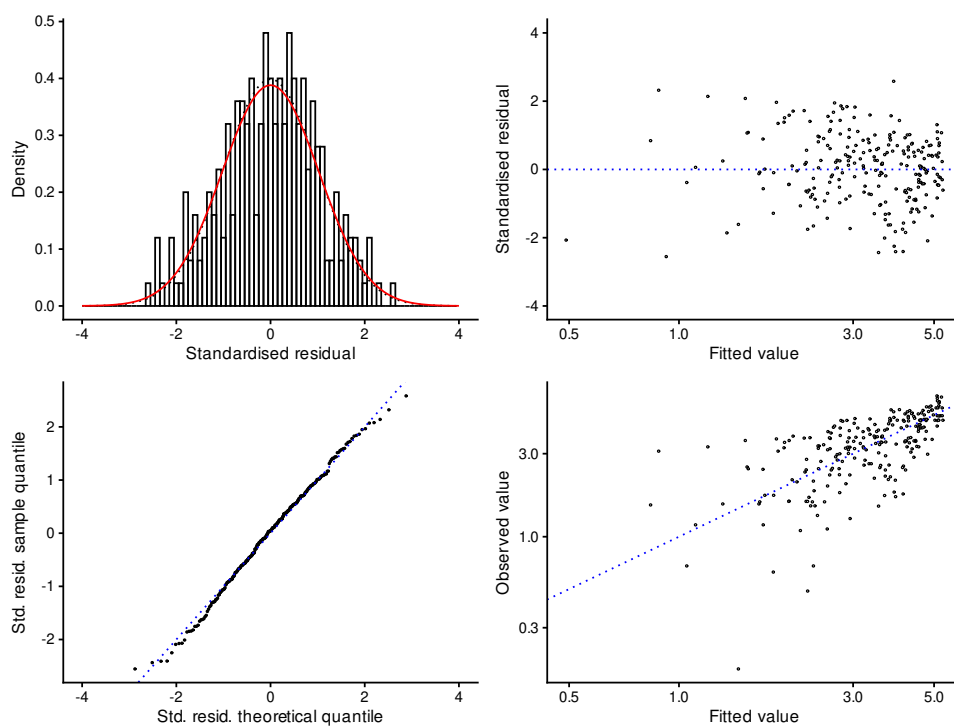 0.5
0.4
0.3
0.2
0.1
0.0
Density
-4 -2 0 2 4
Standardised residual
4
2
0
-2
-4
Standardised residual
0.5 1.0 3.0 5.0
Fitted value
2
1
0
-1
-2
Std. resid. sample quantile
-4 -2 0 2 4
Std. resid. theoretical quantile
3.0
1.0
0.3
Observed value
0.5 1.0 3.0 5.0
Fitted value